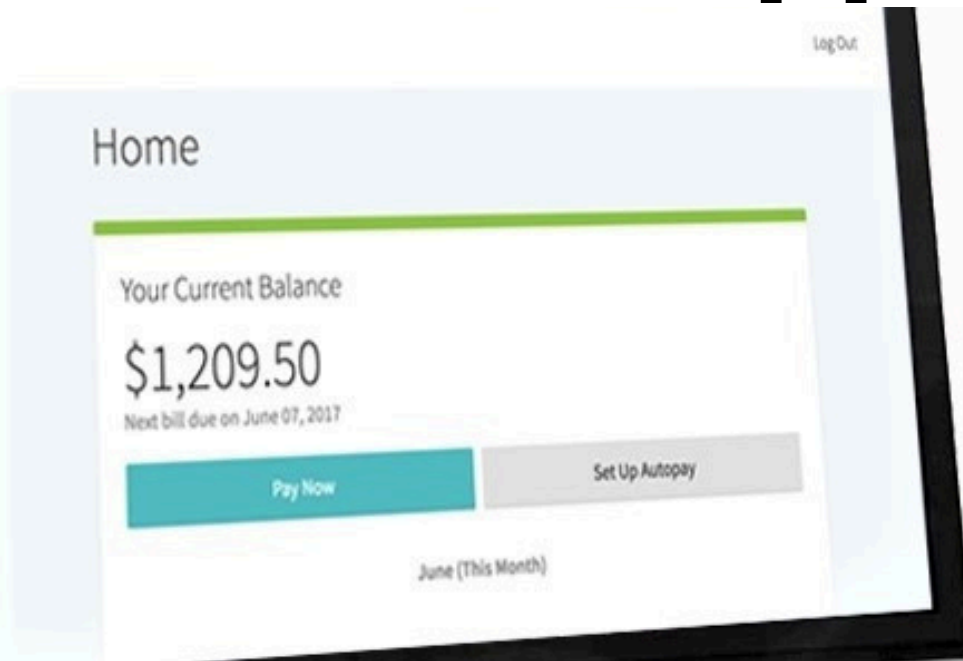 Log Out
Home
Your Current Balance
$1,209.50
Next bill due on June 07, 2017
Pay Now
Set Up Autopay
June (This Month)